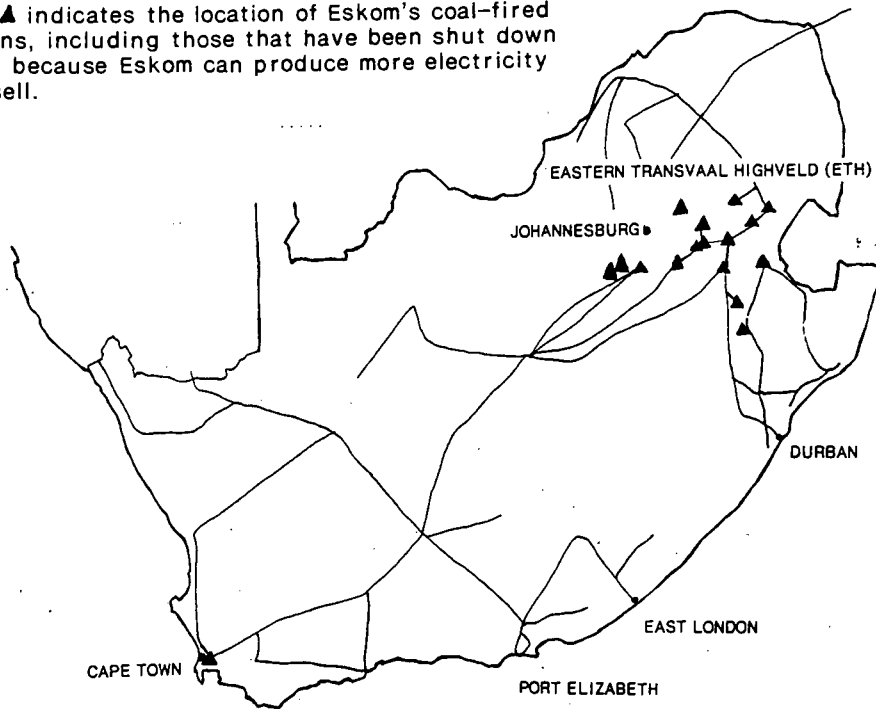 ▲ indicates the location of Eskom's coal-fired
ns, including those that have been shut down
because Eskom can produce more electricity
sell.
EASTERN TRANSVAAL HIGHVELD (ETH)
JOHANNESBURG
DURBAN
EAST LONDON
CAPE TOWN
PORT ELIZABETH